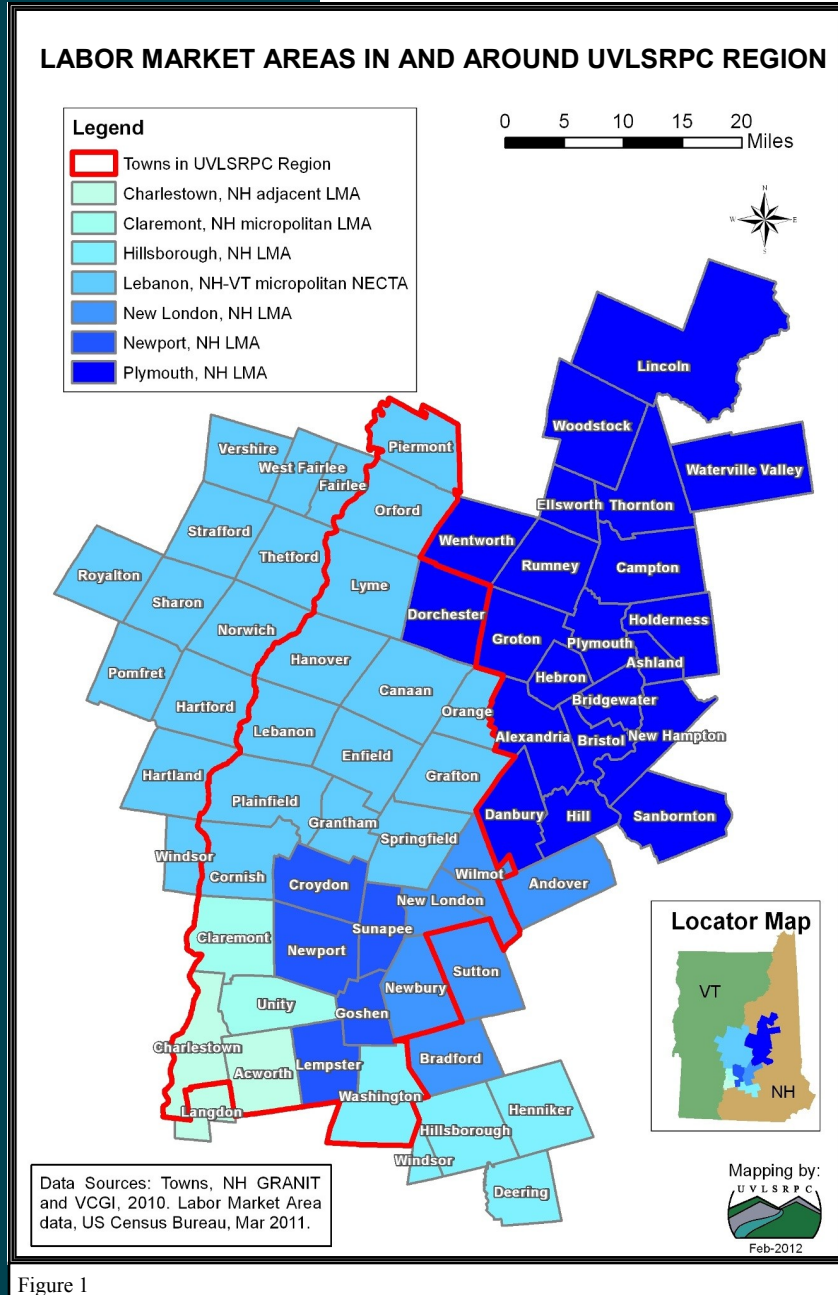 LABOR MARKET AREAS IN AND AROUND UVLSRPC REGION
Legend
Towns in UVLSRPC Region
Charlestown, NH adjacent LMA
Claremont, NH micropolitan LMA
Hillsborough, NH LMA
Lebanon, NH-VT micropolitan NECTA
New London, NH LMA
Newport, NH LMA
Plymouth, NH LMA
0 5 10 15 20
Miles
N
W E
S
Lincoln
Woodstock
Waterville Valley
Piermont
Vershire
West Fairlee
Fairlee
Ellsworth
Thornton
Orford
Strafford
Wentworth
Thetford
Rumney
Campton
Royalton
Lyme
Sharon
Dorchester
Holderness
Norwich
Groton
Plymouth
Hanover
Ashland
Pomfret
Hebron
Canaan
Bridgewater
Hartford
Orange
Lebanon
Alexandria
Bristol
New Hampton
Enfield
Hartland
Grafton
Plainfield
Danbury
Hill
Sanbornton
Grantham
Springfield
Windsor
Wilmot
Cornish
Croydon
Andover
New London
Sunapee
Claremont
Newport
Sutton
Newbury
Unity
Goshen
Charlestown
Bradford
Acworth
Lempster
Washington
Langdon
Henniker
Hillsborough
Windsor
Deering
Locator Map
VT
NH
Data Sources: Towns, NH GRANIT
and VCGI, 2010. Labor Market Area
data, US Census Bureau, Mar 2011.
Mapping by:
UVLSRPC
Feb-2012
Figure 1